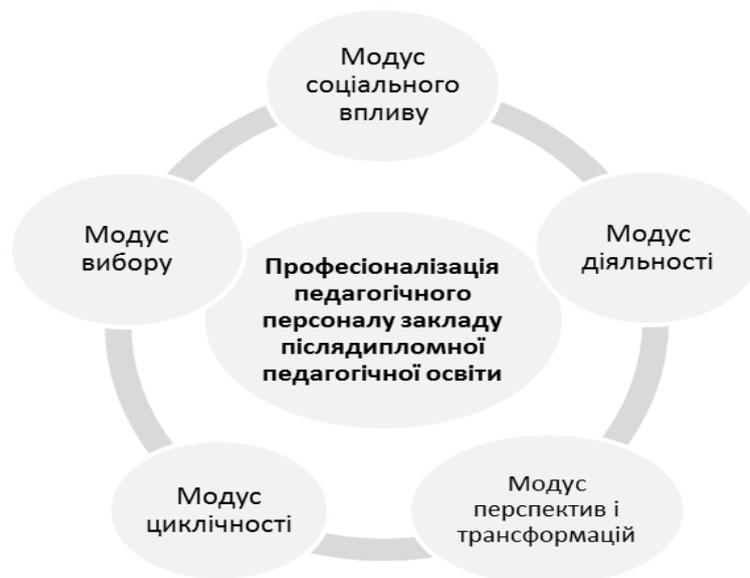 Модус
соціального
впливу
Модус
вибору
Модус
діяльності
Професіоналізація
педагогічного
персоналу закладу
післядипломної
педагогічної освіти
Модус
циклічності
Модус
перспектив і
трансформацій